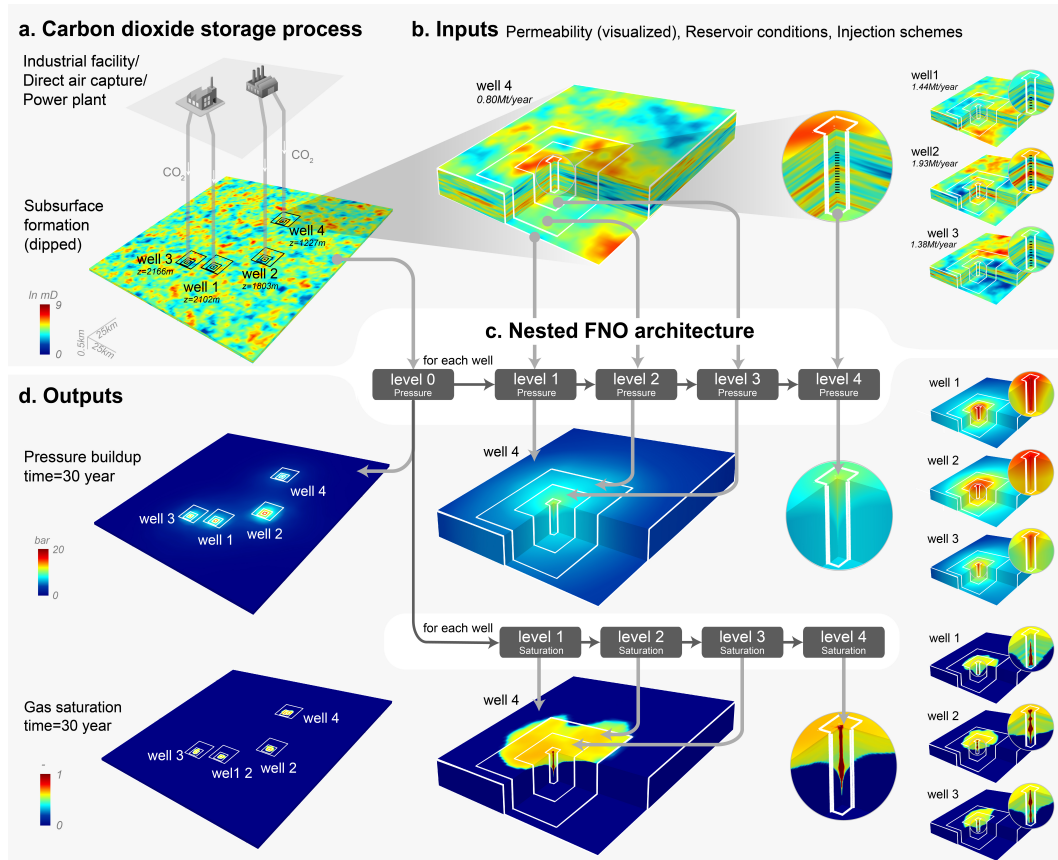 a. Carbon dioxide storage process
Industrial facility/
Direct air capture/
Power plant
CO2
CO2
Subsurface
formation
(dipped)
well 4
z=1227m
well 3
z=2166m
well 2
z=1803m
well 1
z=2102m
ln mD
9
0
0.5km
25km
25km
b. Inputs Permeability (visualized), Reservoir conditions, Injection schemes
well 4
0.80Mt/year
well1
1.44Mt/year
well2
1.93Mt/year
well 3
1.38Mt/year
c. Nested FNO architecture
for each well
level 0
Pressure
level 1
Pressure
level 2
Pressure
level 3
Pressure
level 4
Pressure
d. Outputs
Pressure buildup
time=30 year
well 4
well 3
well 2
well 1
bar
20
0
well 4
well 1
well 2
well 3
for each well
level 1
Saturation
level 2
Saturation
level 3
Saturation
level 4
Saturation
Gas saturation
time=30 year
well 4
well 3
wel1 2
well 2
-
1
0
well 4
well 1
well 2
well 3